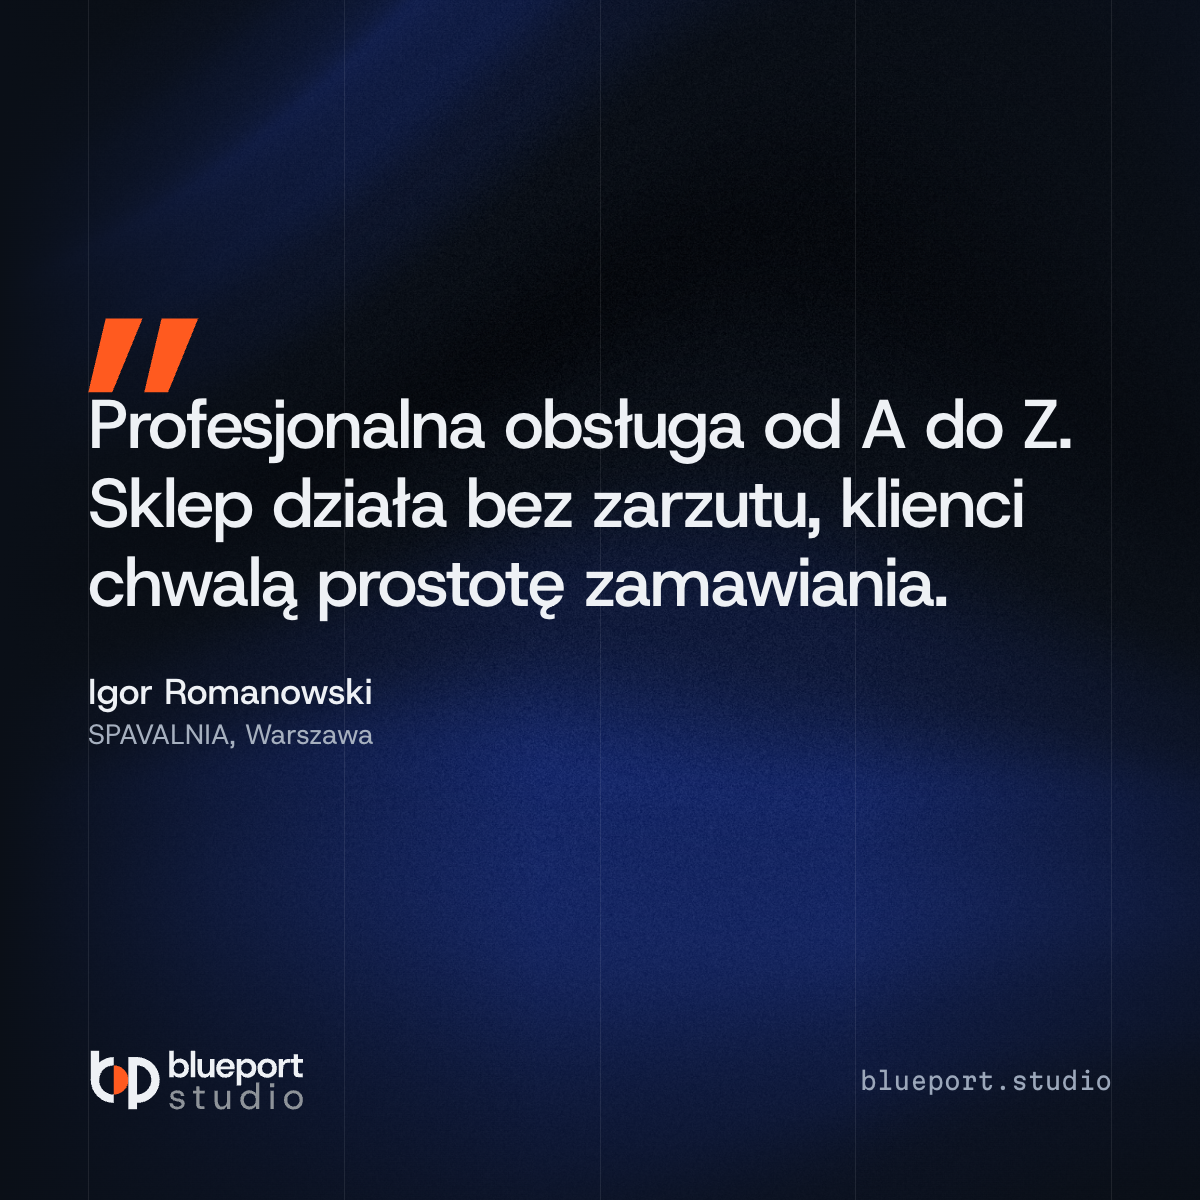 Profesjonalna obsługa od A do Z.
Sklep działa bez zarzutu, klienci
chwalą prostotę zamawiania.
Igor Romanowski
SPAVALNIA, Warszawa
bp blueport
studio
blueport.studio